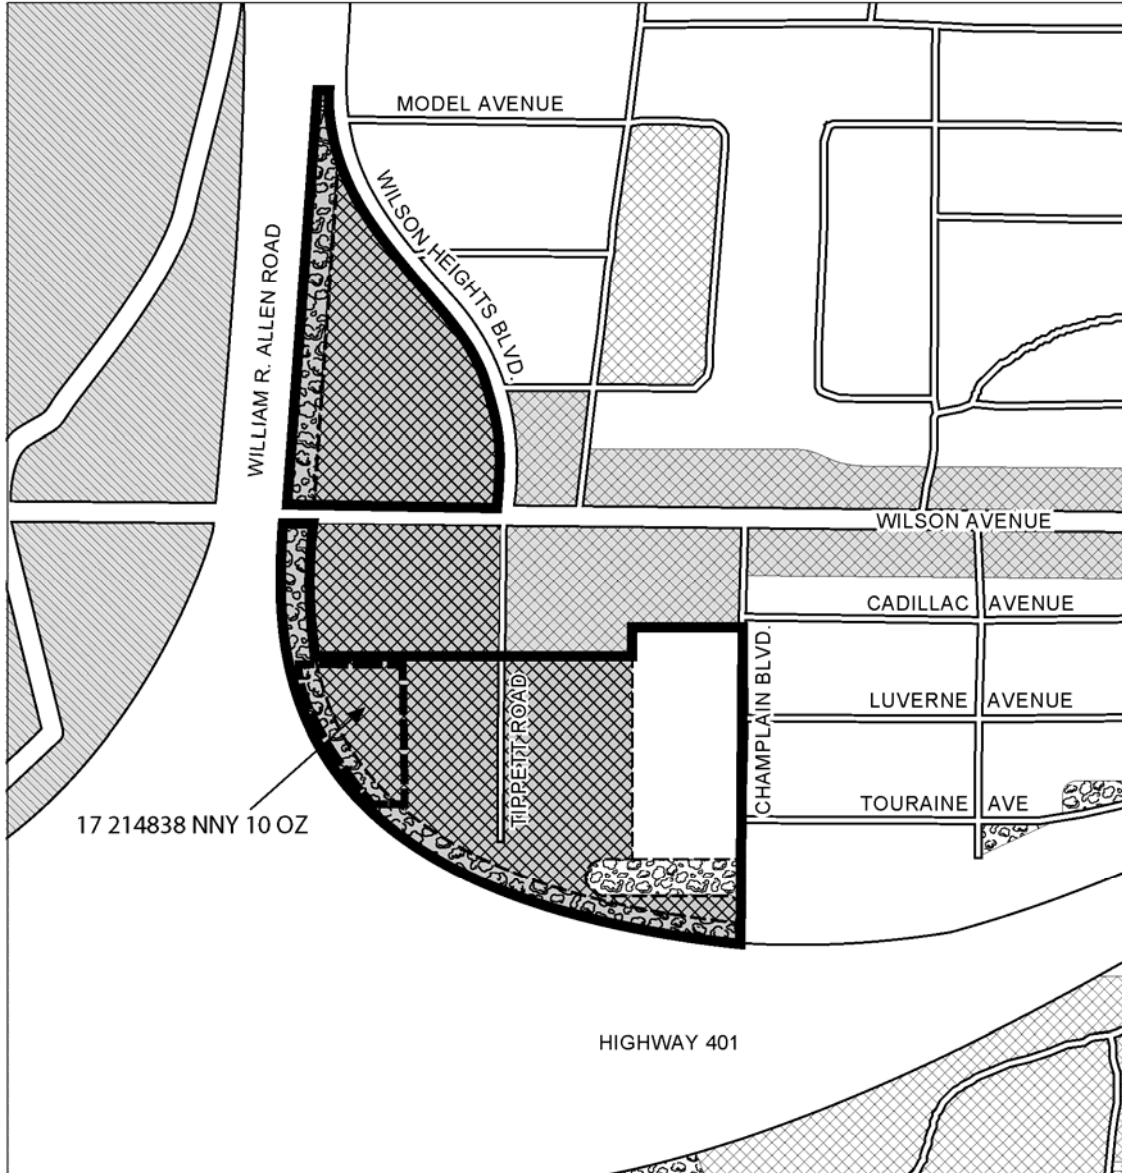 MODEL AVENUE
WILSON HEIGHTS BLVD.
WILLIAM R. ALLEN ROAD
WILSON AVENUE
CADILLAC AVENUE
LUVERNE AVENUE
TIPPETT ROAD
CHAMPLAIN BLVD.
TOURAINE AVE
17 214838 NNY 10 OZ
HIGHWAY 401